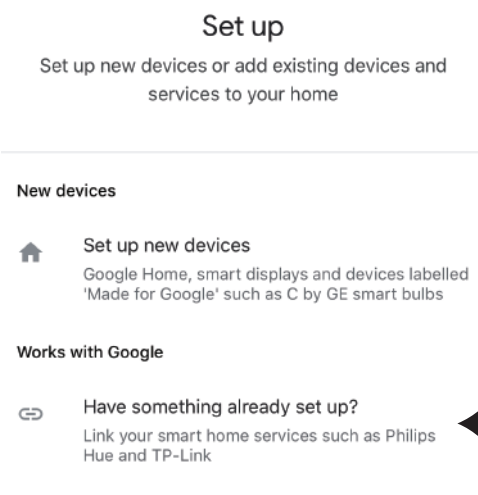 Set up
Set up new devices or add existing devices and
services to your home
New devices
Set up new devices
Google Home, smart displays and devices labelled
'Made for Google' such as C by GE smart bulbs
Works with Google
Have something already set up?
Link your smart home services such as Philips
Hue and TP-Link